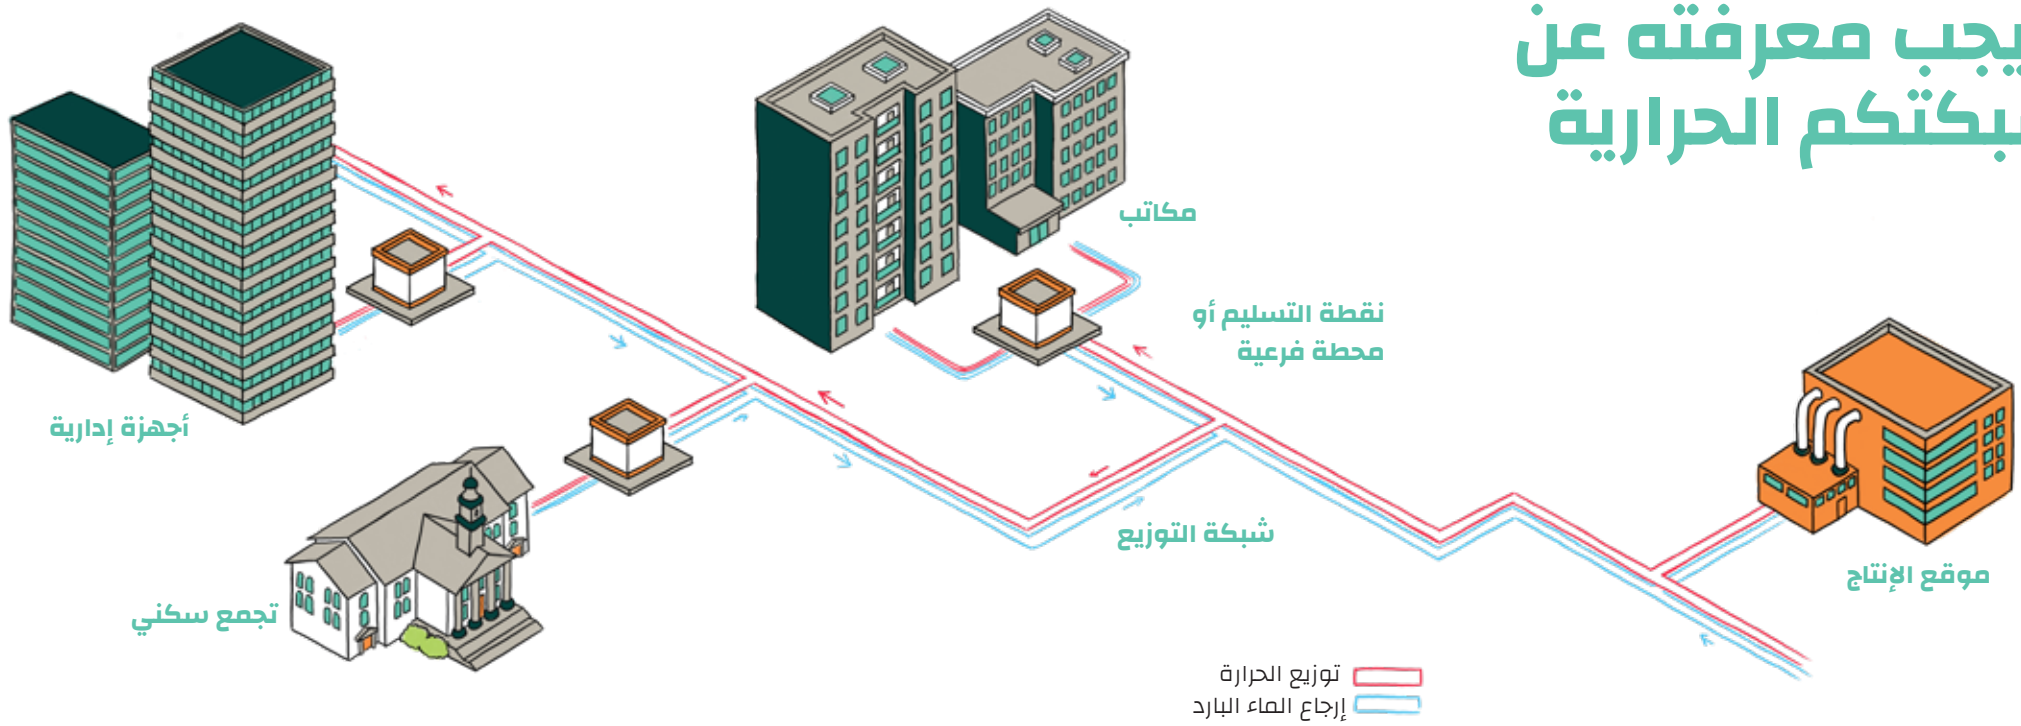 يجب معرفته عن
شبكتكم الحرارية
مكاتب
نقطة التسليم أو
محطة فرعية
أجهزة إدارية
شبكة التوزيع
موقع الإنتاج
تجمع سكني
توزيع الحرارة
إرجاع الماء البارد